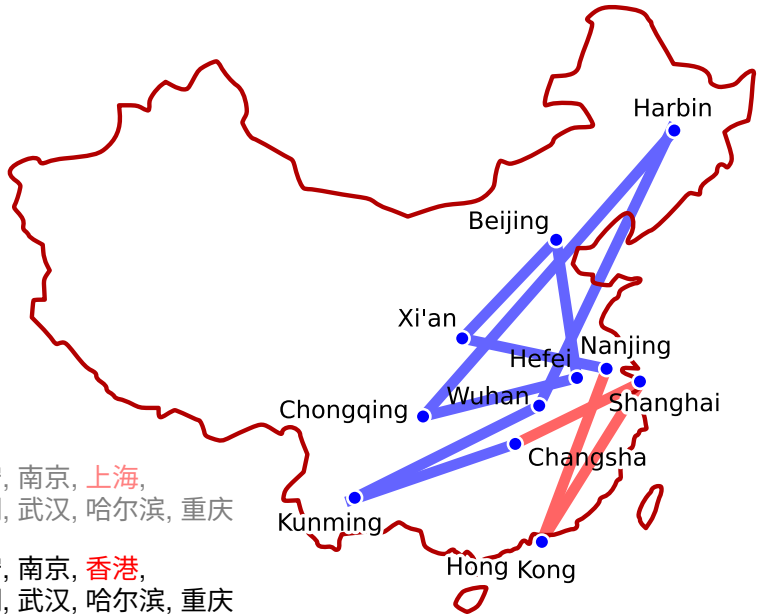 Harbin
Beijing
Xi'an
Nanjing
Hefei
Wuhan
Shanghai
Chongqing
Changsha
Kunming
Hong Kong
, 南京, 上海,
, 武汉, 哈尔滨, 重庆
, 南京, 香港,
, 武汉, 哈尔滨, 重庆